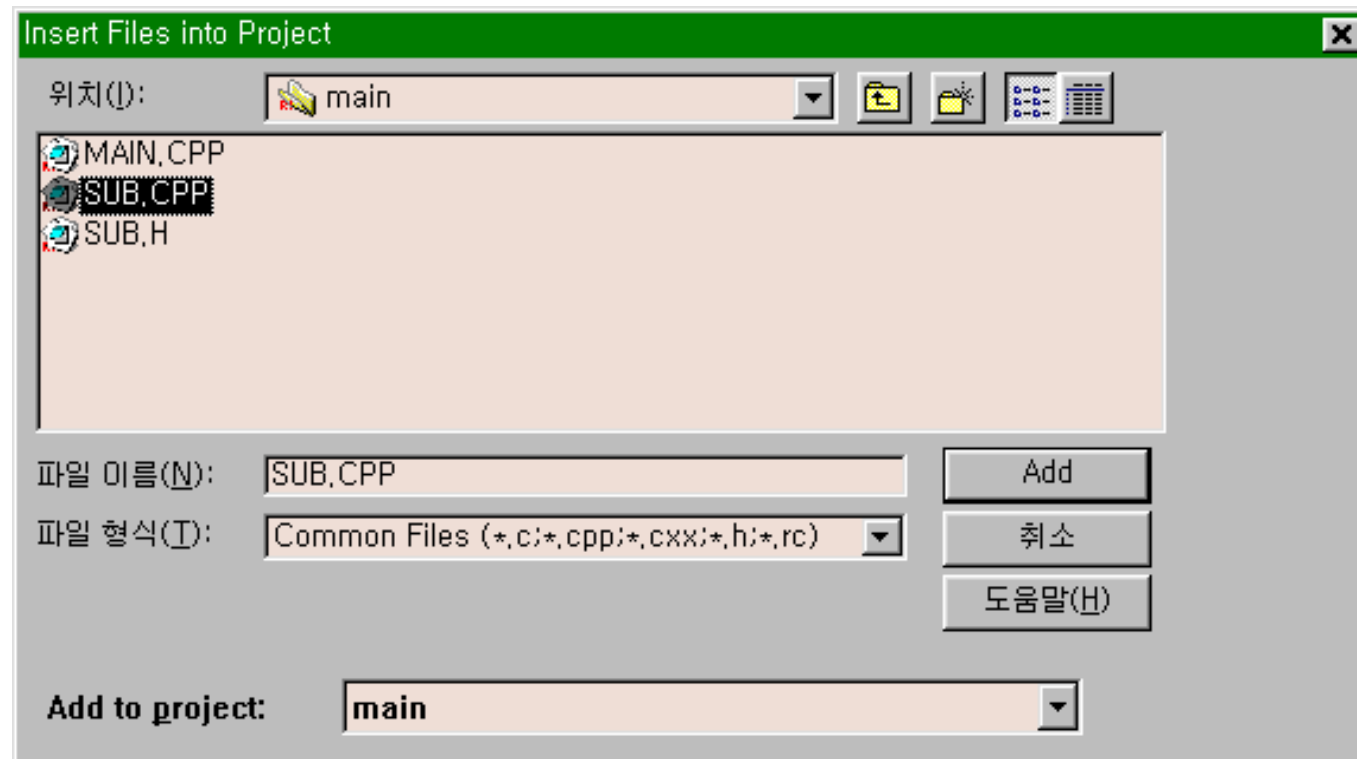 Insert Files into Project
위치(I): main
MAIN.CPP
SUB.CPP
SUB.H
파일 이름(N): SUB.CPP Add
파일 형식(T): Common Files (*.c;*.cpp;*.cxx;*.h;*.rc) 취소
도움말(H)
Add to project: main